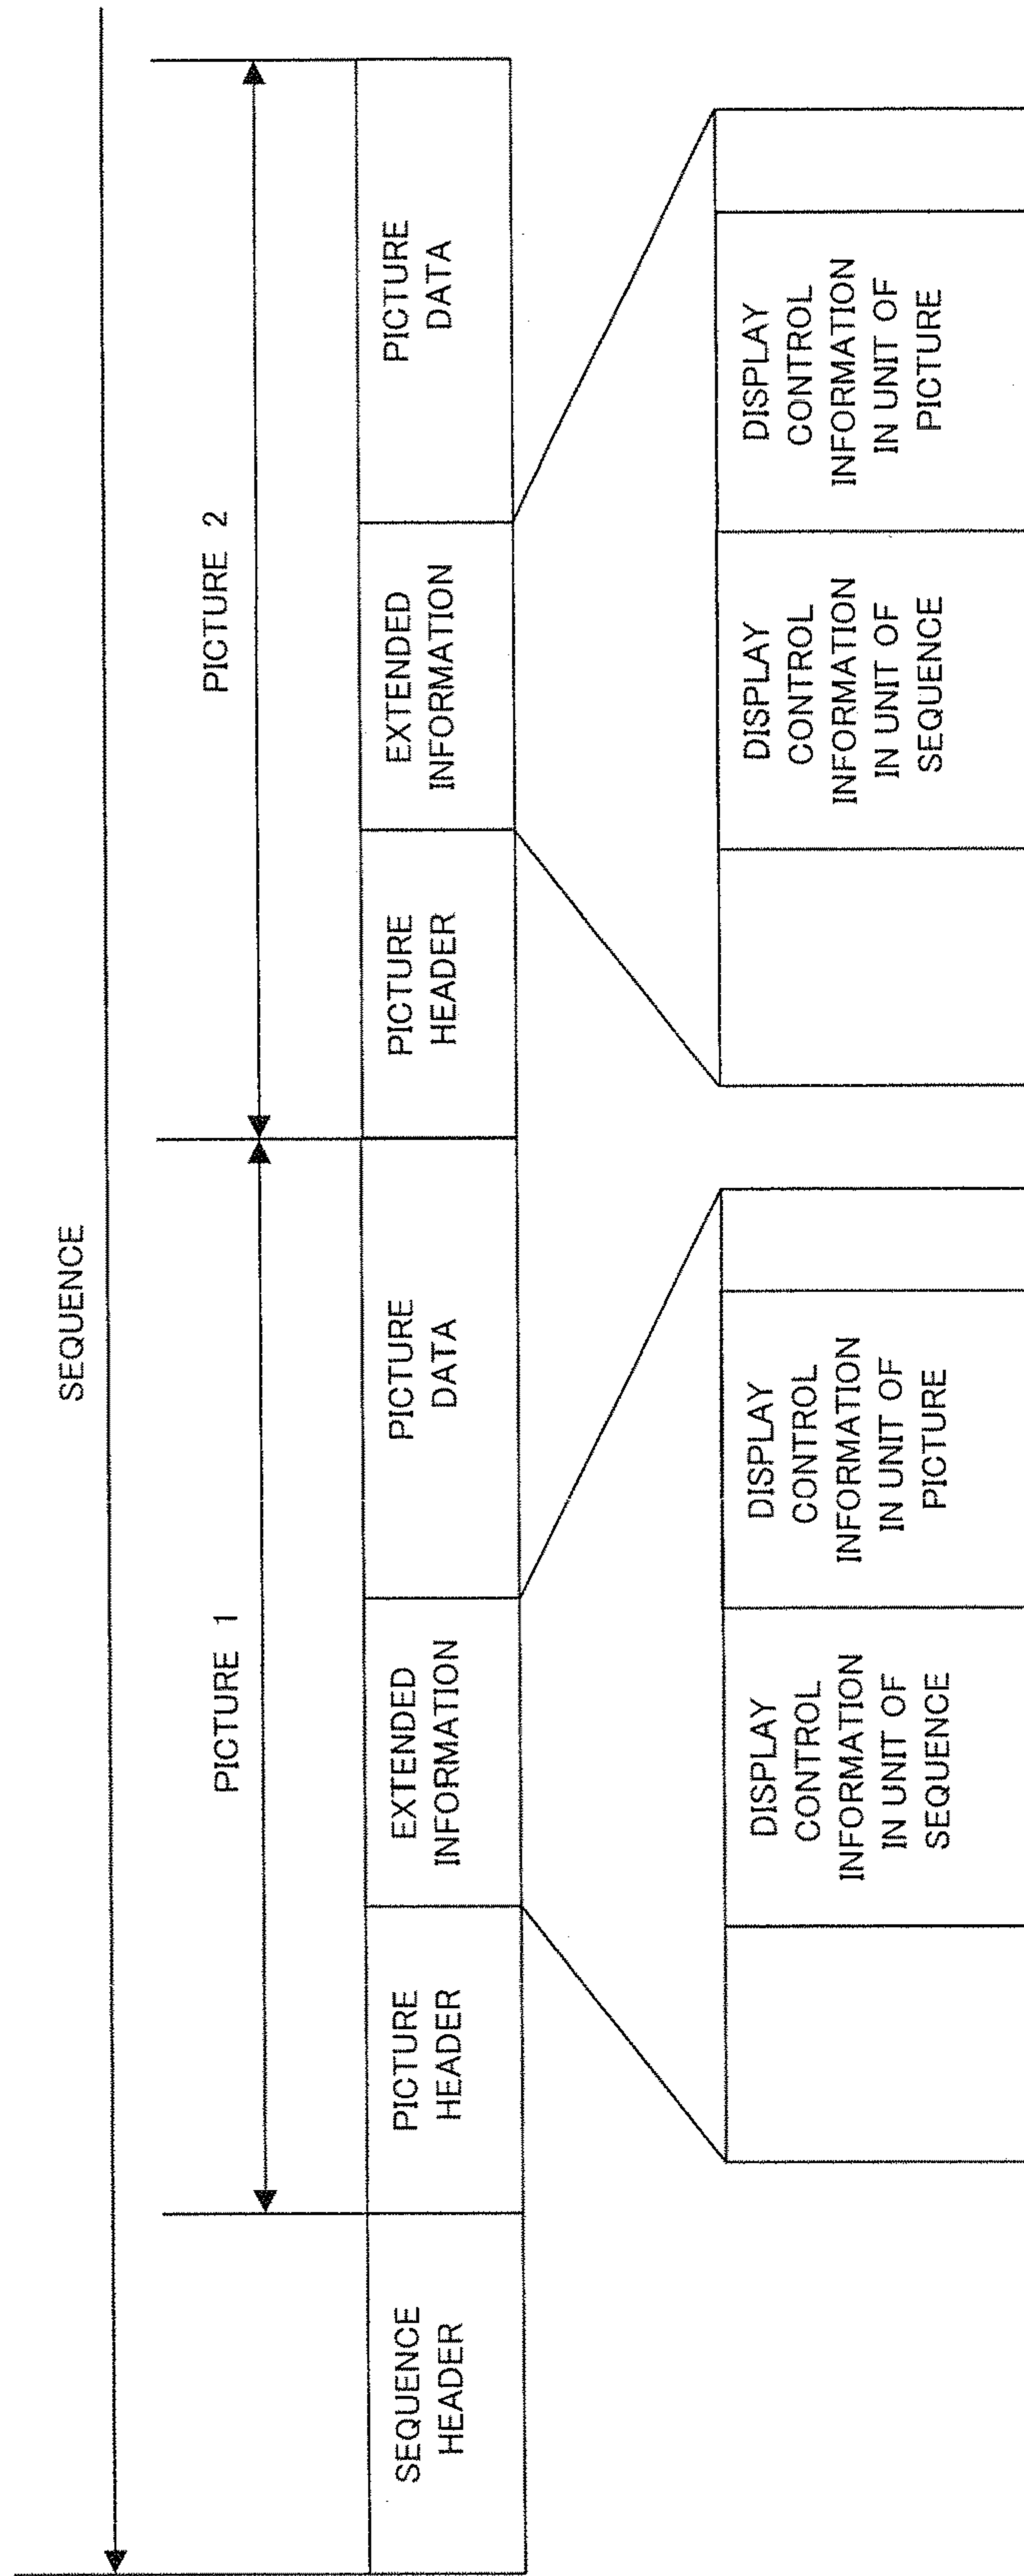 SEQUENCE
PICTURE 1
PICTURE 2
SEQUENCE
HEADER
PICTURE
HEADER
EXTENDED
INFORMATION
PICTURE
DATA
PICTURE
HEADER
EXTENDED
INFORMATION
PICTURE
DATA
DISPLAY
CONTROL
INFORMATION
IN UNIT OF
SEQUENCE
DISPLAY
CONTROL
INFORMATION
IN UNIT OF
PICTURE
DISPLAY
CONTROL
INFORMATION
IN UNIT OF
SEQUENCE
DISPLAY
CONTROL
INFORMATION
IN UNIT OF
PICTURE